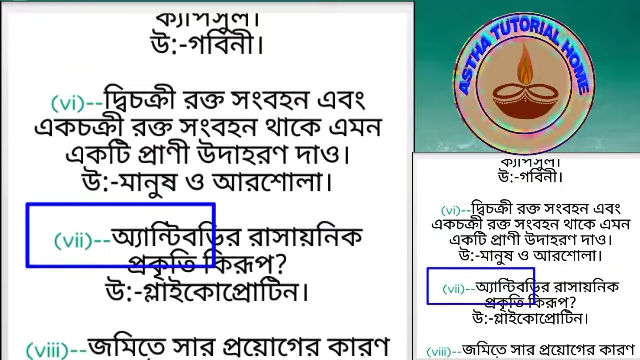 ক্যাপসুল।
উ:-গবিনী।
(vi)--দ্বিচক্রী রক্ত সংবহন এবং
একচক্রী রক্ত সংবহন থাকে এমন
একটি প্রাণী উদাহরণ দাও।
উ:-মানুষ ও আরশোলা।
(vii)--অ্যান্টিবডির রাসায়নিক
প্রকৃতি কিরূপ?
উ:-গ্লাইকোপ্রোটিন।
(viii)--জমিতে সার প্রয়োগের কারণ
ASTHA TUTORIAL HOME
ক্যাপসুল।
উ:-গবিনী।
(vi)--দ্বিচক্রী রক্ত সংবহন এবং
একচক্রী রক্ত সংবহন থাকে এমন
একটি প্রাণী উদাহরণ দাও।
উ:-মানুষ ও আরশোলা।
(vii)--অ্যান্টিবডির রাসায়নিক
প্রকৃতি কিরূপ?
উ:-গ্লাইকোপ্রোটিন।
(viii)--জমিতে সার প্রয়োগের কারণ